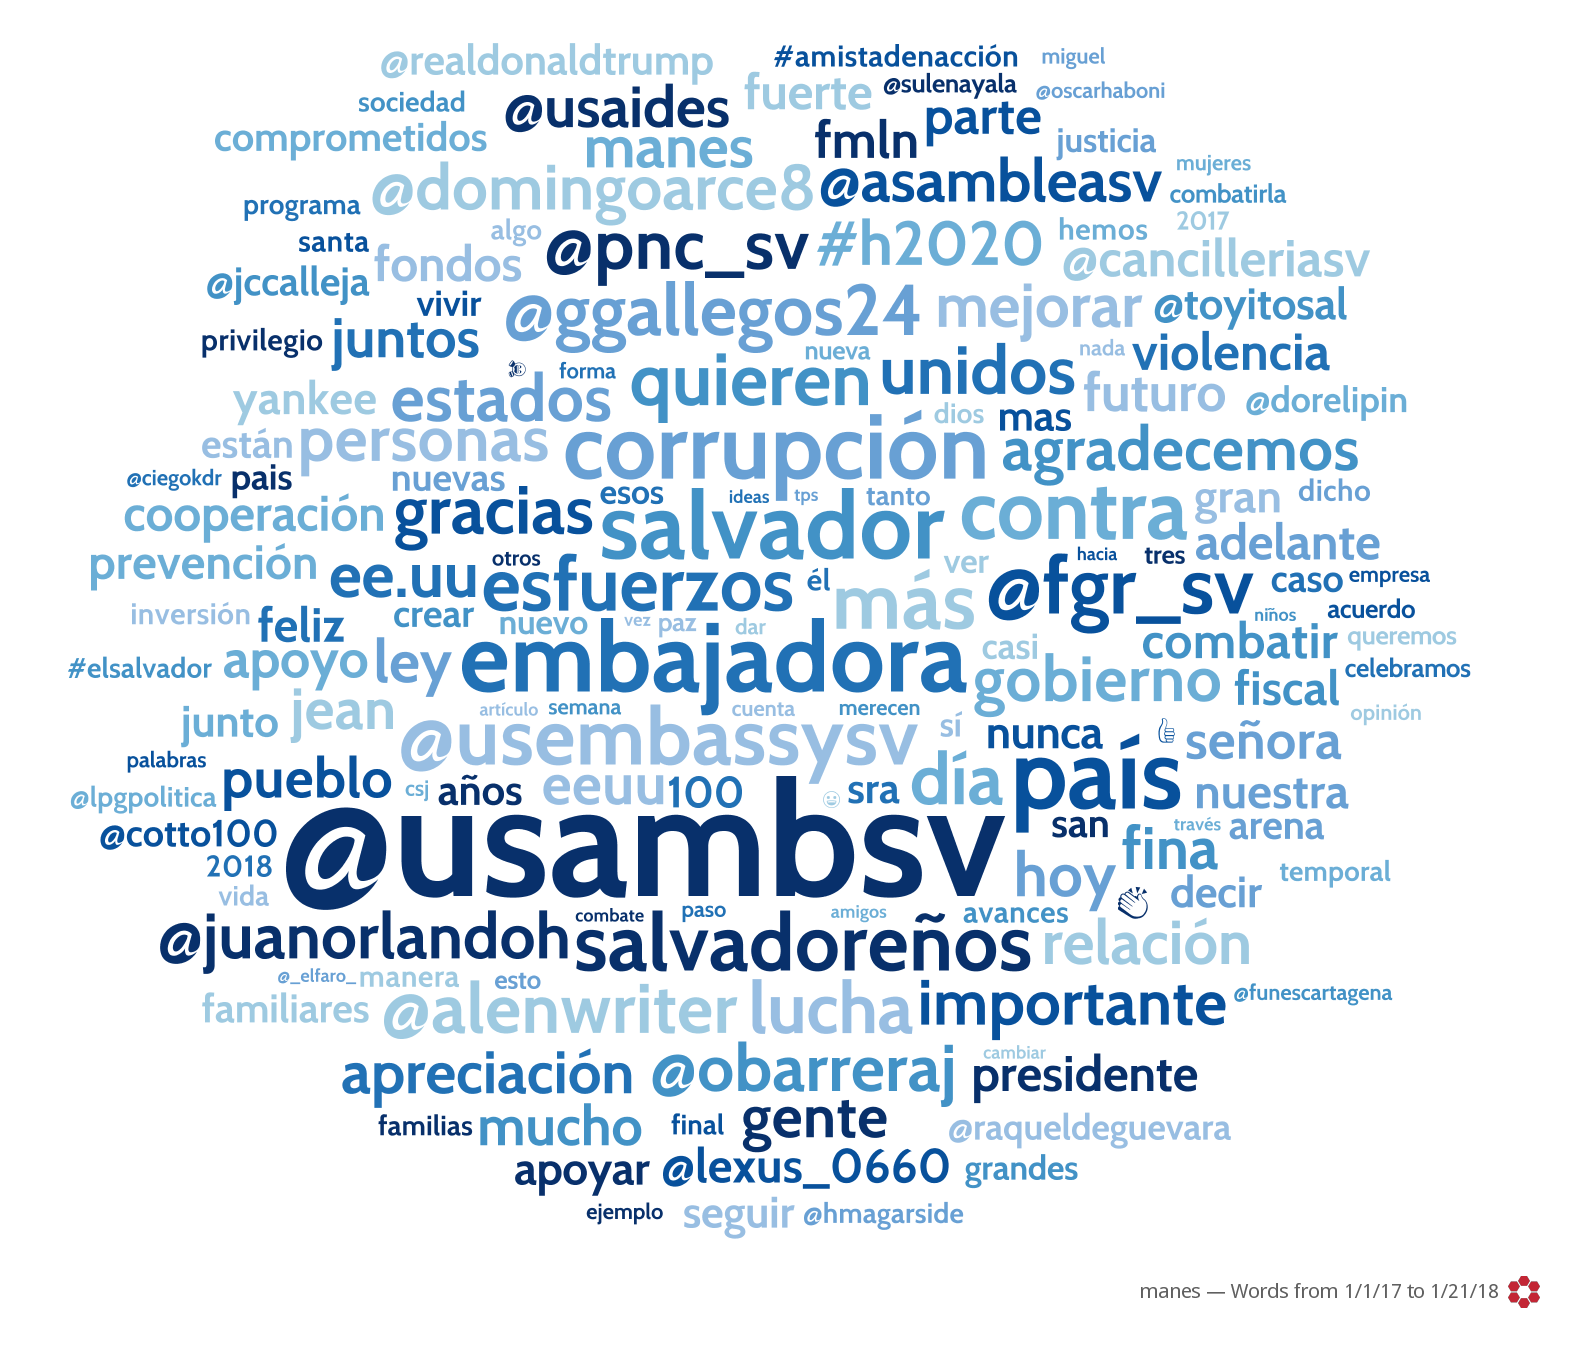 @realdonaldtrump #amistadenacción miguel
sociedad @usaides fuerte @sulenayala @oscarhaboni
comprometidos manes fmln parte justicia
@domingoarce8 @asambleasv mujeres
programa combatirla
santa algo @pnc_sv #h2020 hemos 2017
@jccalleja fondos @cancilleriasv
vivir @ggallegos24 mejorar @toyitosal
privilegio juntos nueva nada violencia
forma quieren unidos
yankee estados futuro @dorelipin
están personas corrupción dios mas agradecemos
@ciegokdr pais nuevas esos ideas tps tanto gran dicho
cooperación gracias salvador contra
prevención otros ver hacia tres adelante
ee.uu esfuerzos él más @fgr_sv caso empresa
inversión feliz crear nuevo vez paz dar niños acuerdo
#elsalvador apoyo ley embajadora casi combatir queremos
gobierno fiscal celebramos
junto jean artículo semana cuenta merecen opinión
@usembassysv sí nunca señora
palabras pueblo csj años eeuu 100 sra día país nuestra
@lpgpolitica
@cotto100 @usambsv san través arena
2018 hoy fina temporal
vida decir
@juanorlandoh combate paso amigos avances
salvadoreños relación
@_elfaro_ manera esto
familiares @alenwriter lucha importante @funescartagena
apreciación @obarreraj cambiar presidente
familias mucho final gente @raqueldeguevara
apoyar @lexus_0660 grandes
ejemplo seguir @hmagarside
manes — Words from 1/1/17 to 1/21/18